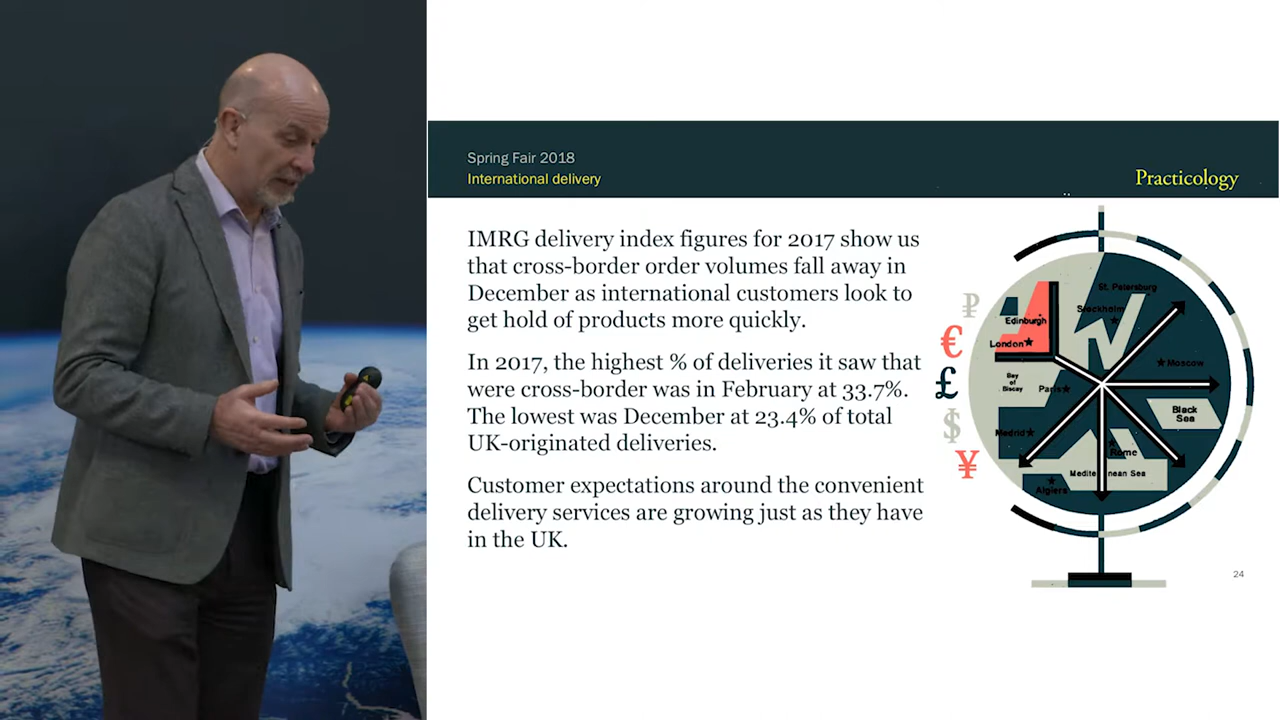 Spring Fair 2018
International delivery
Practicology
IMRG delivery index figures for 2017 show us
that cross-border order volumes fall away in
December as international customers look to
get hold of products more quickly.
In 2017, the highest % of deliveries it saw that
were cross-border was in February at 33.7%.
The lowest was December at 23.4% of total
UK-originated deliveries.
Customer expectations around the convenient
delivery services are growing just as they have
in the UK.
₽
€
£
$
¥
St. Petersburg
Stockholm
Edinburgh
London
Moscow
Bay
of
Biscay
Paris
Black
Sea
Madrid
Rome
Mediterranean Sea
Algiers
24